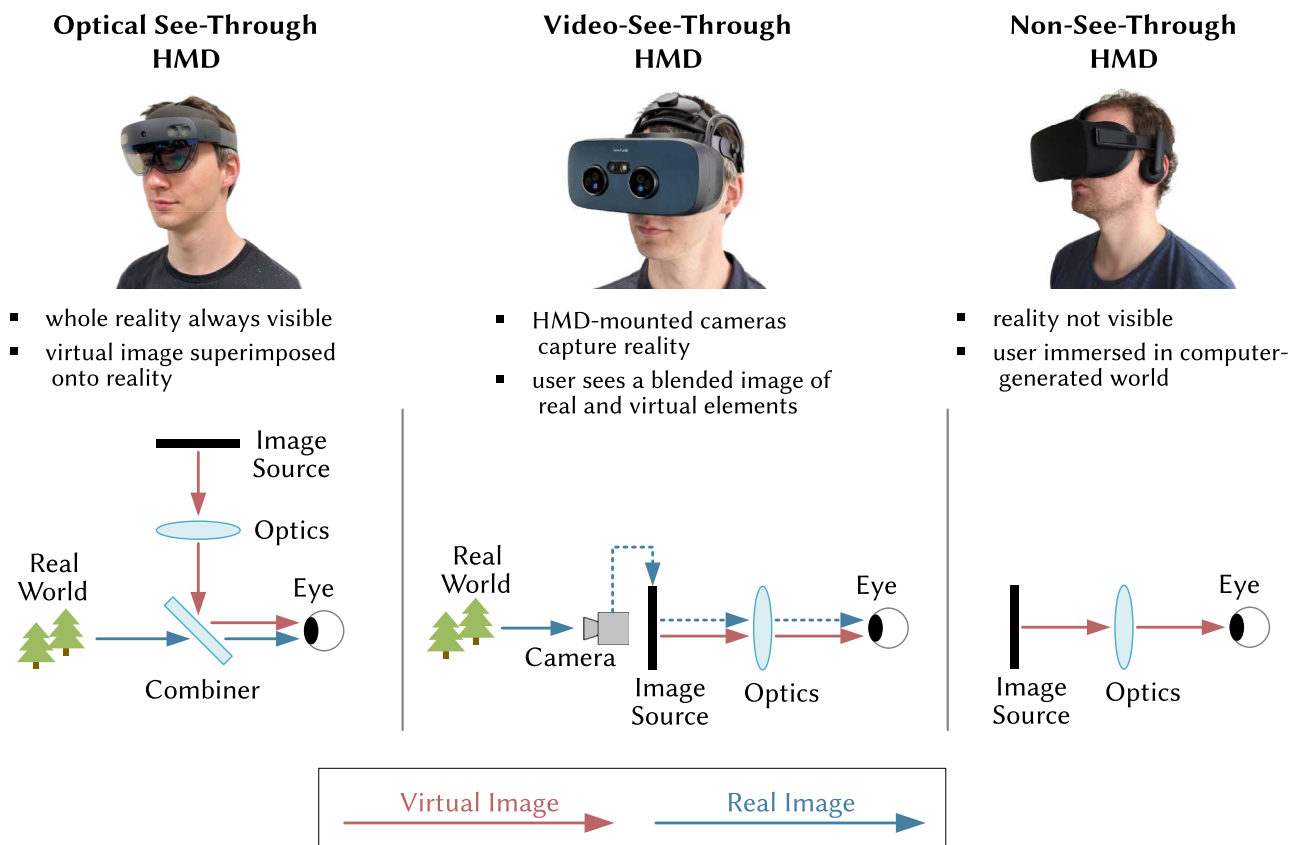 Optical See-Through
HMD
▪ whole reality always visible
▪ virtual image superimposed
onto reality
Image
Source
Optics
Real
World
Eye
Combiner
Video-See-Through
HMD
▪ HMD-mounted cameras
capture reality
▪ user sees a blended image of
real and virtual elements
Real
World
Eye
Camera
Image
Source
Optics
Non-See-Through
HMD
▪ reality not visible
▪ user immersed in computer-
generated world
Eye
Image
Source
Optics
Virtual Image
Real Image